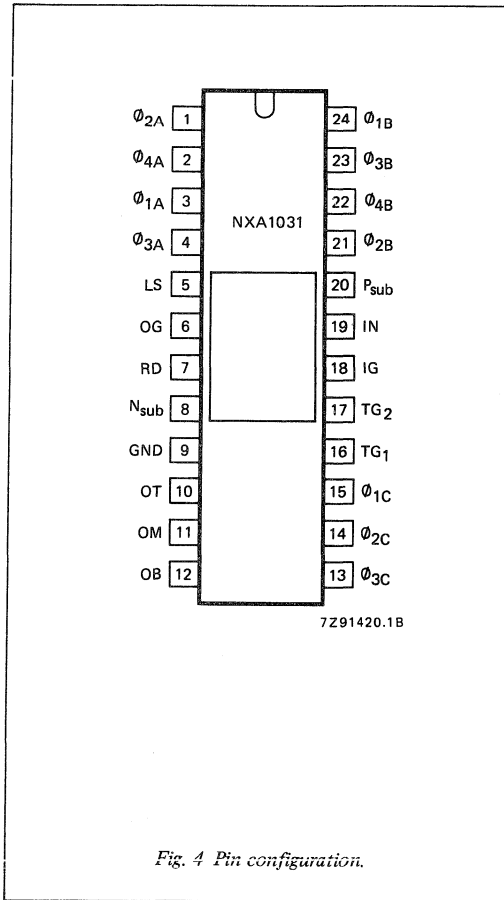 Ø2A 1 24 Ø1B
Ø4A 2 23 Ø3B
Ø1A 3 22 Ø4B
NXA1031
Ø3A 4 21 Ø2B
LS 5 20 Psub
OG 6 19 IN
RD 7 18 IG
Nsub 8 17 TG2
GND 9 16 TG1
OT 10 15 Ø1C
OM 11 14 Ø2C
OB 12 13 Ø3C
7Z91420.1B
Fig. 4 Pin configuration.